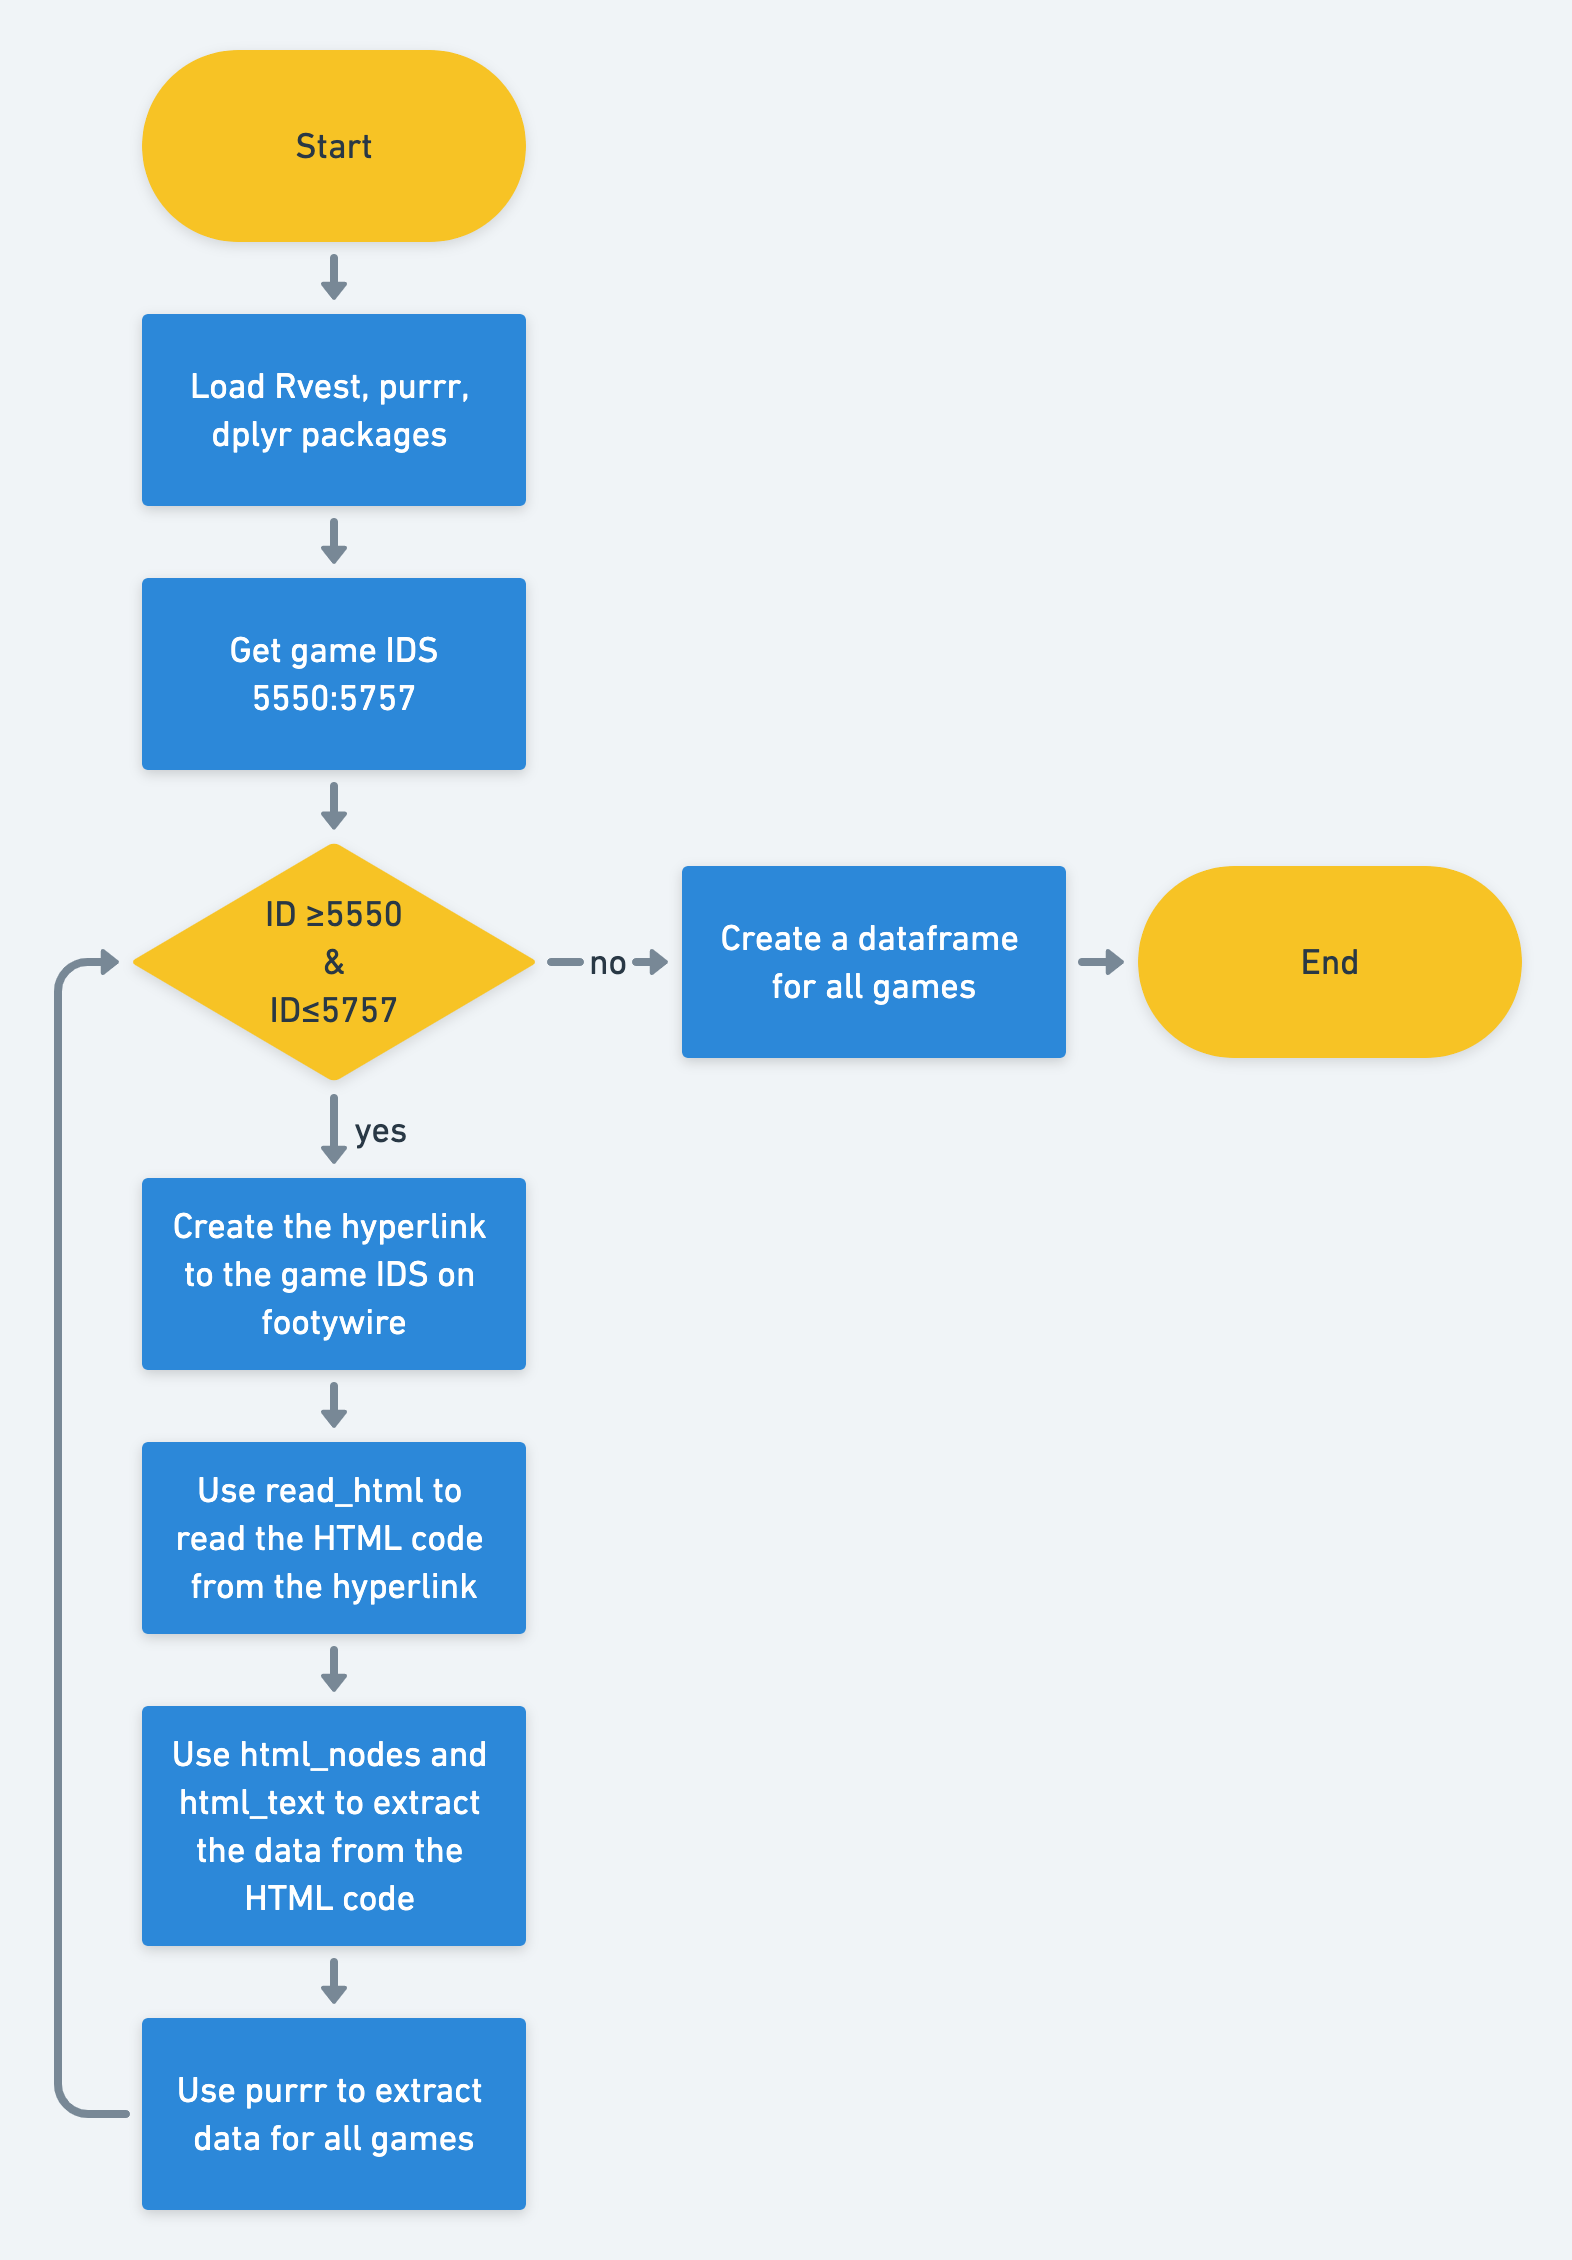 Start
Load Rvest, purrr,
dplyr packages
Get game IDS
5550:5757
ID ≥5550
&
ID≤5757
no
Create a dataframe
for all games
End
yes
Create the hyperlink
to the game IDS on
footywire
Use read_html to
read the HTML code
from the hyperlink
Use html_nodes and
html_text to extract
the data from the
HTML code
Use purrr to extract
data for all games